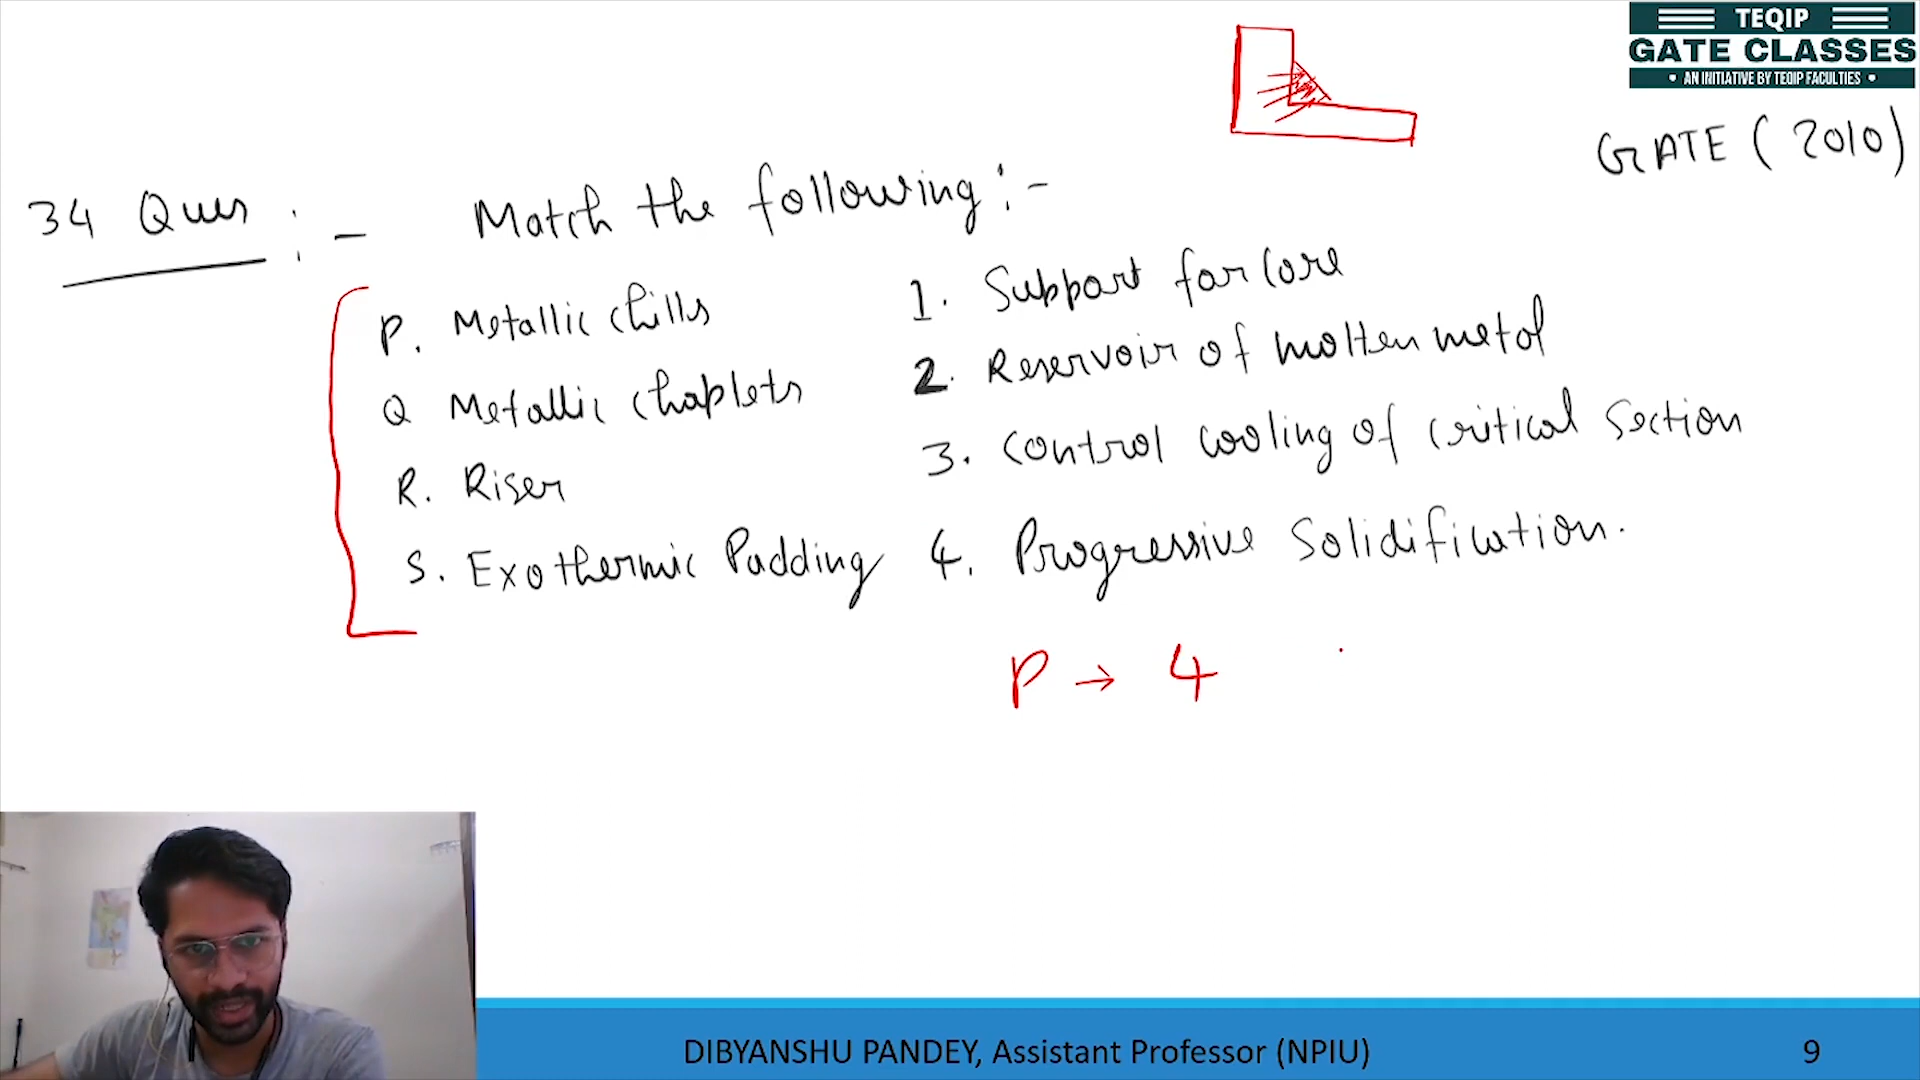 TEQIP
GATE CLASSES
• AN INITIATIVE BY TEQIP FACULTIES •
GATE (2010)
34 Ques :- Match the following:-
P. Metallic chills 1. Support for core
Q Metallic chaplets 2. Reservoir of molten metal
R. Riser 3. Control cooling of critical section
S. Exothermic Padding 4. Progressive Solidification.
P → 4
DIBYANSHU PANDEY, Assistant Professor (NPIU)
9